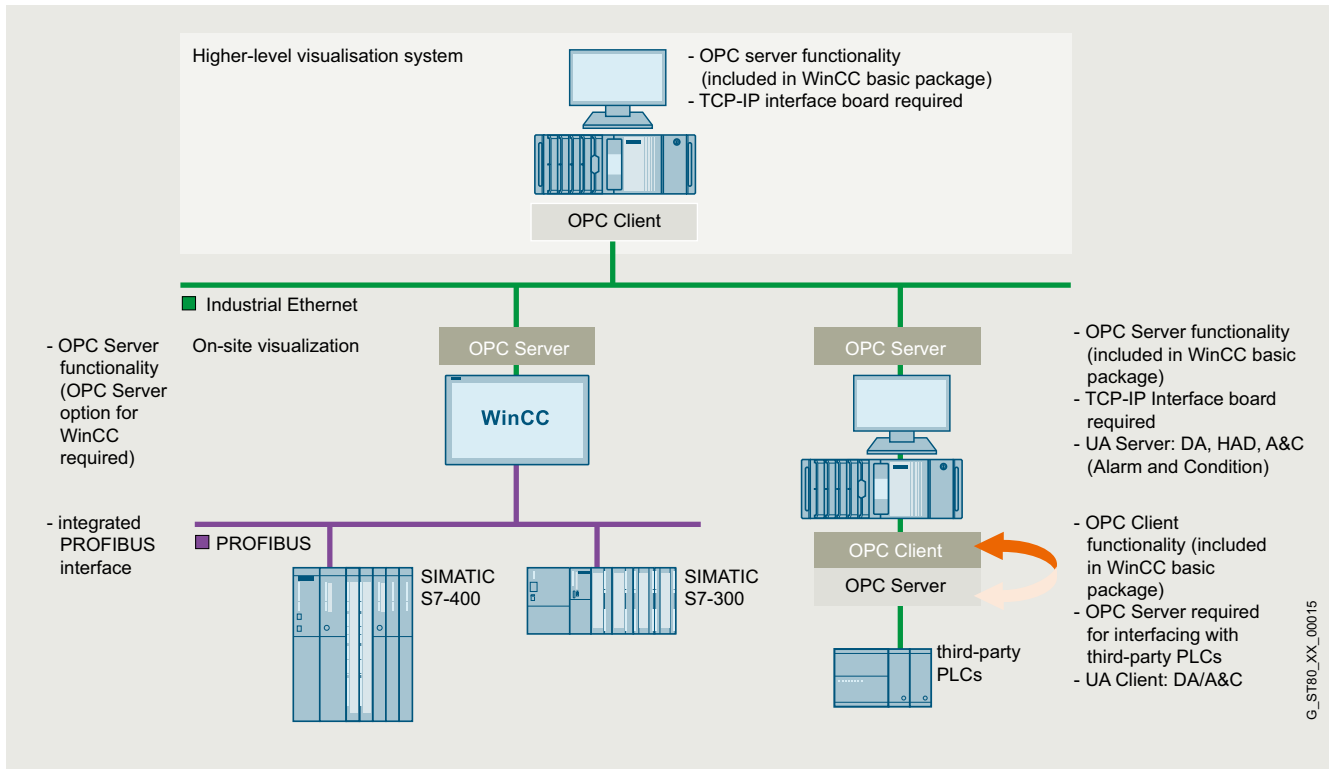 Higher-level visualisation system
- OPC server functionality
(included in WinCC basic package)
- TCP-IP interface board required
OPC Client
Industrial Ethernet
On-site visualization
- OPC Server
functionality
(OPC Server
option for
WinCC
required)
OPC Server
WinCC
OPC Server
- OPC Server functionality
(included in WinCC basic
package)
- TCP-IP Interface board
required
- UA Server: DA, HAD, A&C
(Alarm and Condition)
- integrated
PROFIBUS
interface
PROFIBUS
SIMATIC
S7-400
SIMATIC
S7-300
OPC Client
OPC Server
third-party
PLCs
- OPC Client
functionality (included
in WinCC basic
package)
- OPC Server required
for interfacing with
third-party PLCs
- UA Client: DA/A&C
G_ST80_XX_00015